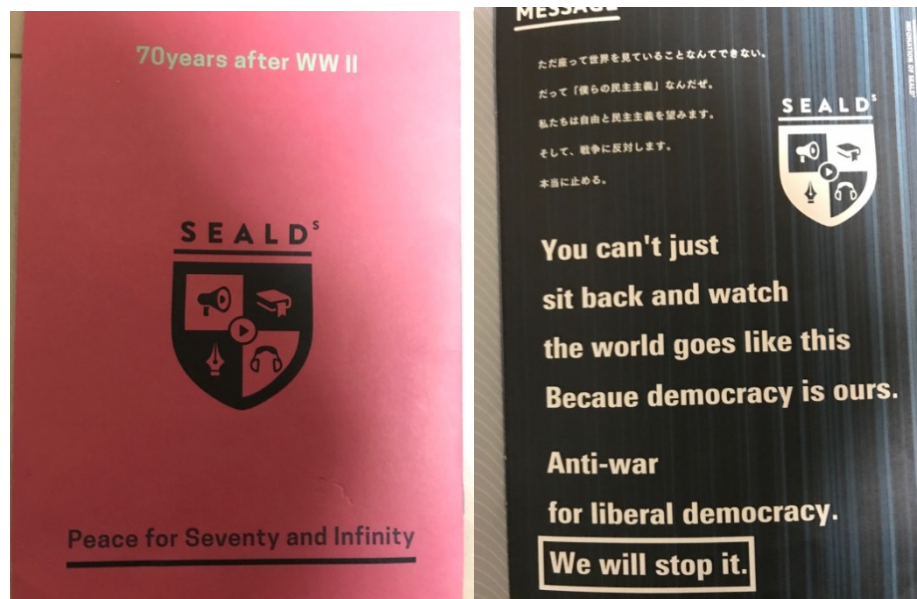 70years after WW II
SEALDs
Peace for Seventy and Infinity
MESSAGE
ただ座って世界を見ていることなんてできない。
だって「僕らの民主主義」なんだぜ。
私たちは自由と民主主義を望みます。
そして、戦争に反対します。
本当に止める。
SEALDs
You can't just
sit back and watch
the world goes like this
Becaue democracy is ours.
Anti-war
for liberal democracy.
We will stop it.